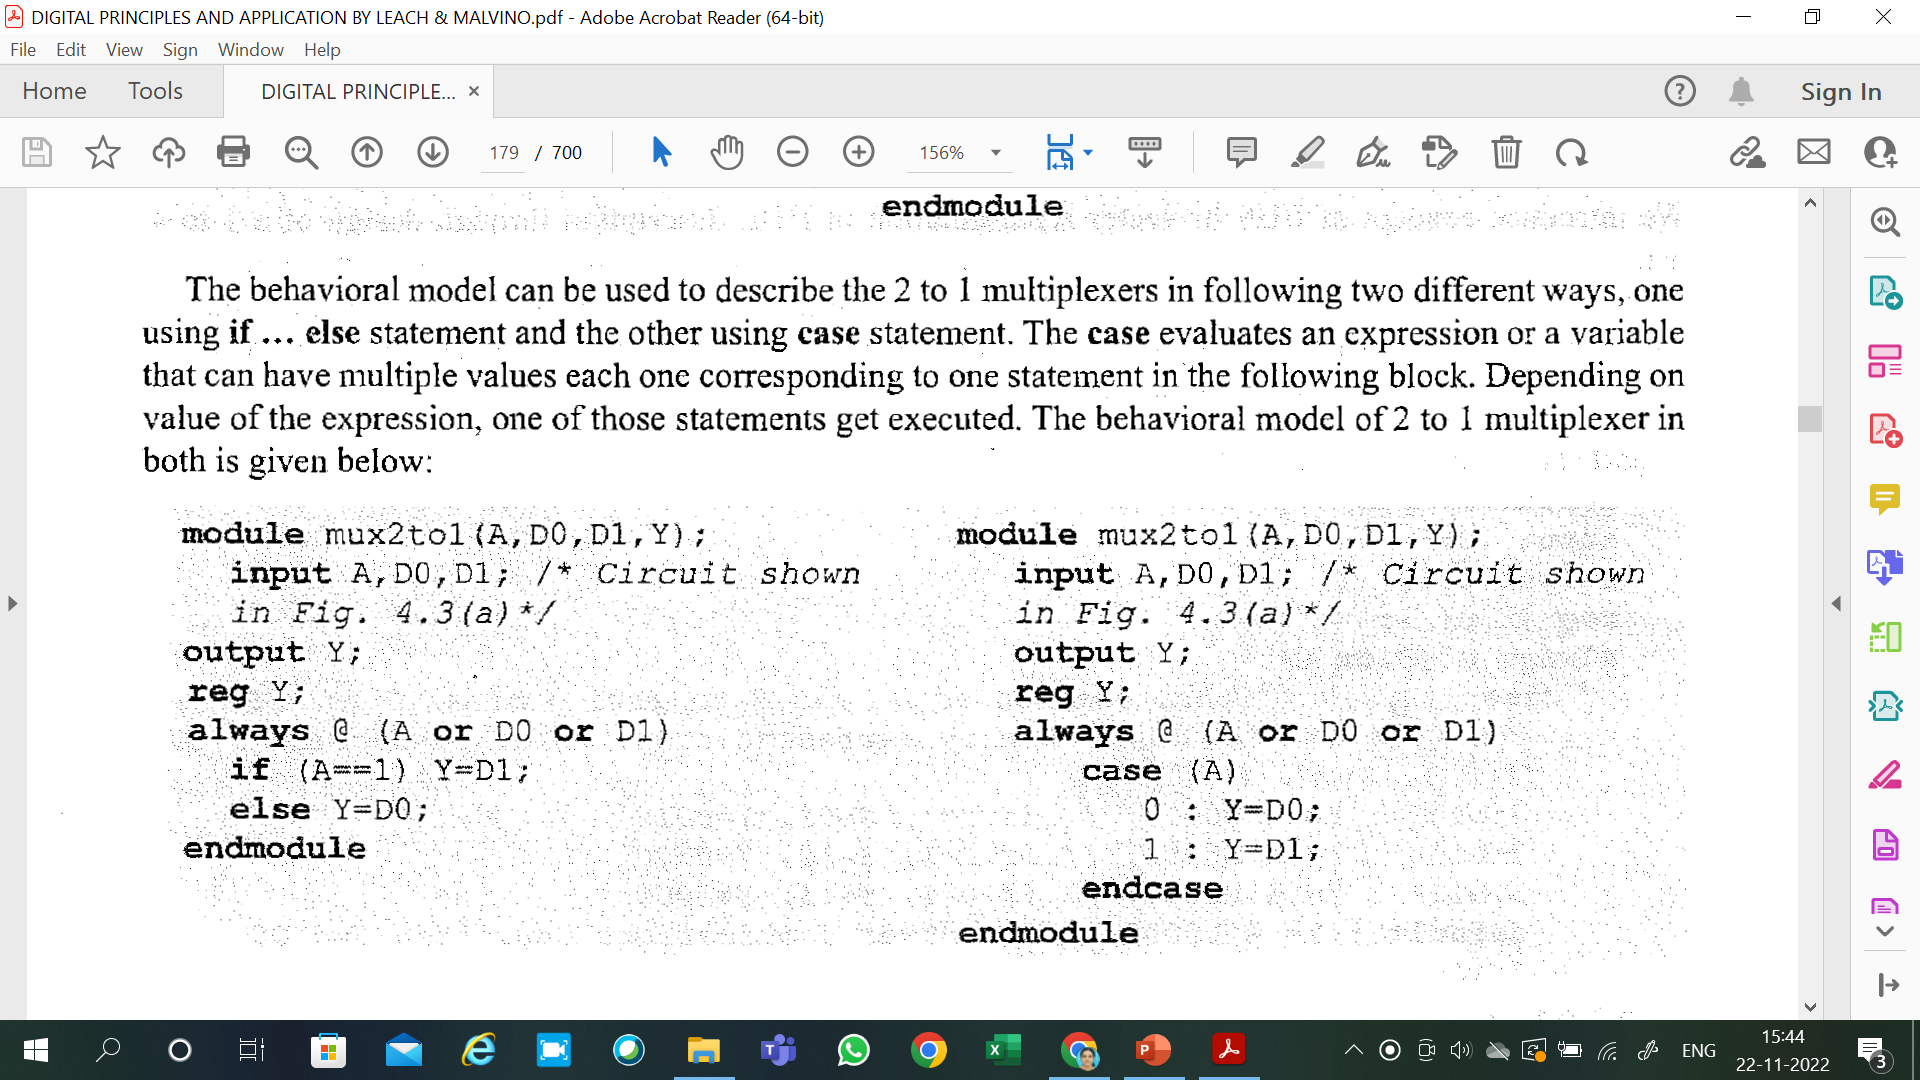 DIGITAL PRINCIPLES AND APPLICATION BY LEACH & MALVINO.pdf - Adobe Acrobat Reader (64-bit)
File Edit View Sign Window Help
Home Tools DIGITAL PRINCIPLE... × Sign In
179 / 700 156%
endmodule
The behavioral model can be used to describe the 2 to 1 multiplexers in following two different ways, one
using if ... else statement and the other using case statement. The case evaluates an expression or a variable
that can have multiple values each one corresponding to one statement in the following block. Depending on
value of the expression, one of those statements get executed. The behavioral model of 2 to 1 multiplexer in
both is given below:
module mux2to1(A,D0,D1,Y);
input A,D0,D1; /* Circuit shown
in Fig. 4.3(a)*/
output Y;
reg Y;
always @ (A or D0 or D1)
if (A==1) Y=D1;
else Y=D0;
endmodule
module mux2to1(A,D0,D1,Y);
input A,D0,D1; /* Circuit shown
in Fig. 4.3(a)*/
output Y;
reg Y;
always @ (A or D0 or D1)
case (A)
0 : Y=D0;
1 : Y=D1;
endcase
endmodule
ENG
15:44
22-11-2022
3